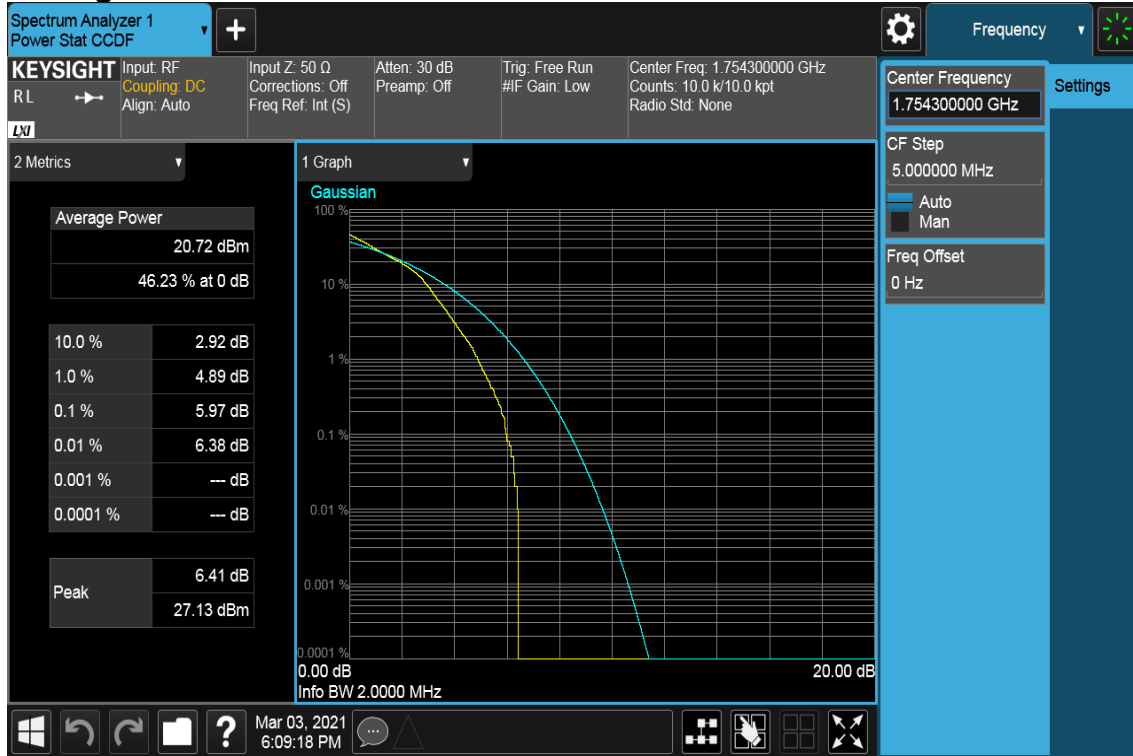 Spectrum Analyzer 1
Power Stat CCDF
Frequency
KEYSIGHT
RL
LXI
Input: RF
Coupling: DC
Align: Auto
Input Z: 50 Ω
Corrections: Off
Freq Ref: Int (S)
Atten: 30 dB
Preamp: Off
Trig: Free Run
#IF Gain: Low
Center Freq: 1.754300000 GHz
Counts: 10.0 k/10.0 kpt
Radio Std: None
Center Frequency
1.754300000 GHz
Settings
CF Step
5.000000 MHz
Auto
Man
Freq Offset
0 Hz
2 Metrics
Average Power
20.72 dBm
46.23 % at 0 dB
10.0 % 2.92 dB
1.0 % 4.89 dB
0.1 % 5.97 dB
0.01 % 6.38 dB
0.001 % --- dB
0.0001 % --- dB
Peak
6.41 dB
27.13 dBm
1 Graph
Gaussian
100 %
10 %
1 %
0.1 %
0.01 %
0.001 %
0.0001 %
0.00 dB 20.00 dB
Info BW 2.0000 MHz
?
Mar 03, 2021
6:09:18 PM